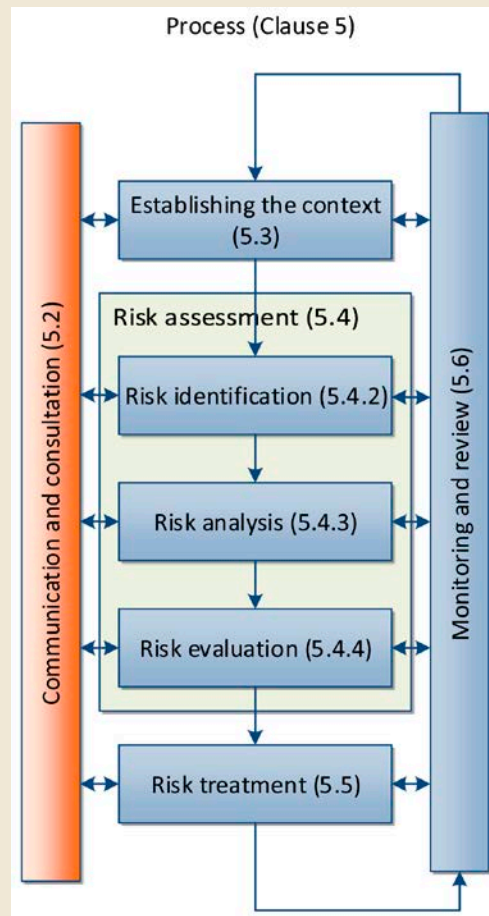 Process (Clause 5)
Communication and consultation (5.2)
Establishing the context
(5.3)
Risk assessment (5.4)
Risk identification (5.4.2)
Risk analysis (5.4.3)
Risk evaluation (5.4.4)
Risk treatment (5.5)
Monitoring and review (5.6)